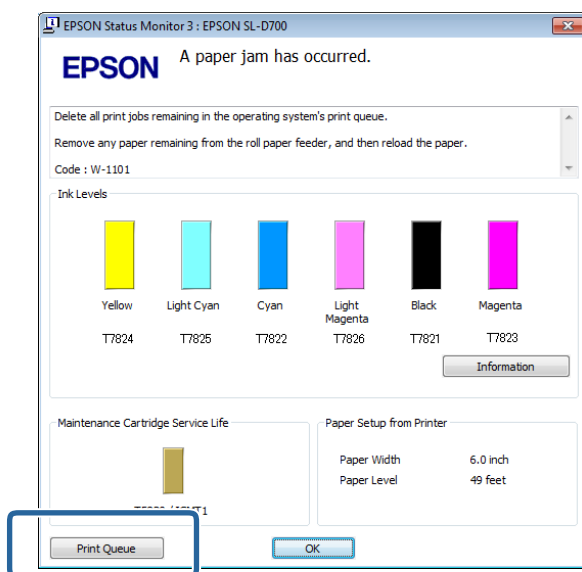 EPSON Status Monitor 3 : EPSON SL-D700
EPSON
A paper jam has occurred.
Delete all print jobs remaining in the operating system's print queue.
Remove any paper remaining from the roll paper feeder, and then reload the paper.
Code : W-1101
Ink Levels
Yellow Light Cyan Cyan Light Magenta Black Magenta
T7824 T7825 T7822 T7826 T7821 T7823
Information
Maintenance Cartridge Service Life
Paper Setup from Printer
Paper Width 6.0 inch
Paper Level 49 feet
Print Queue
OK